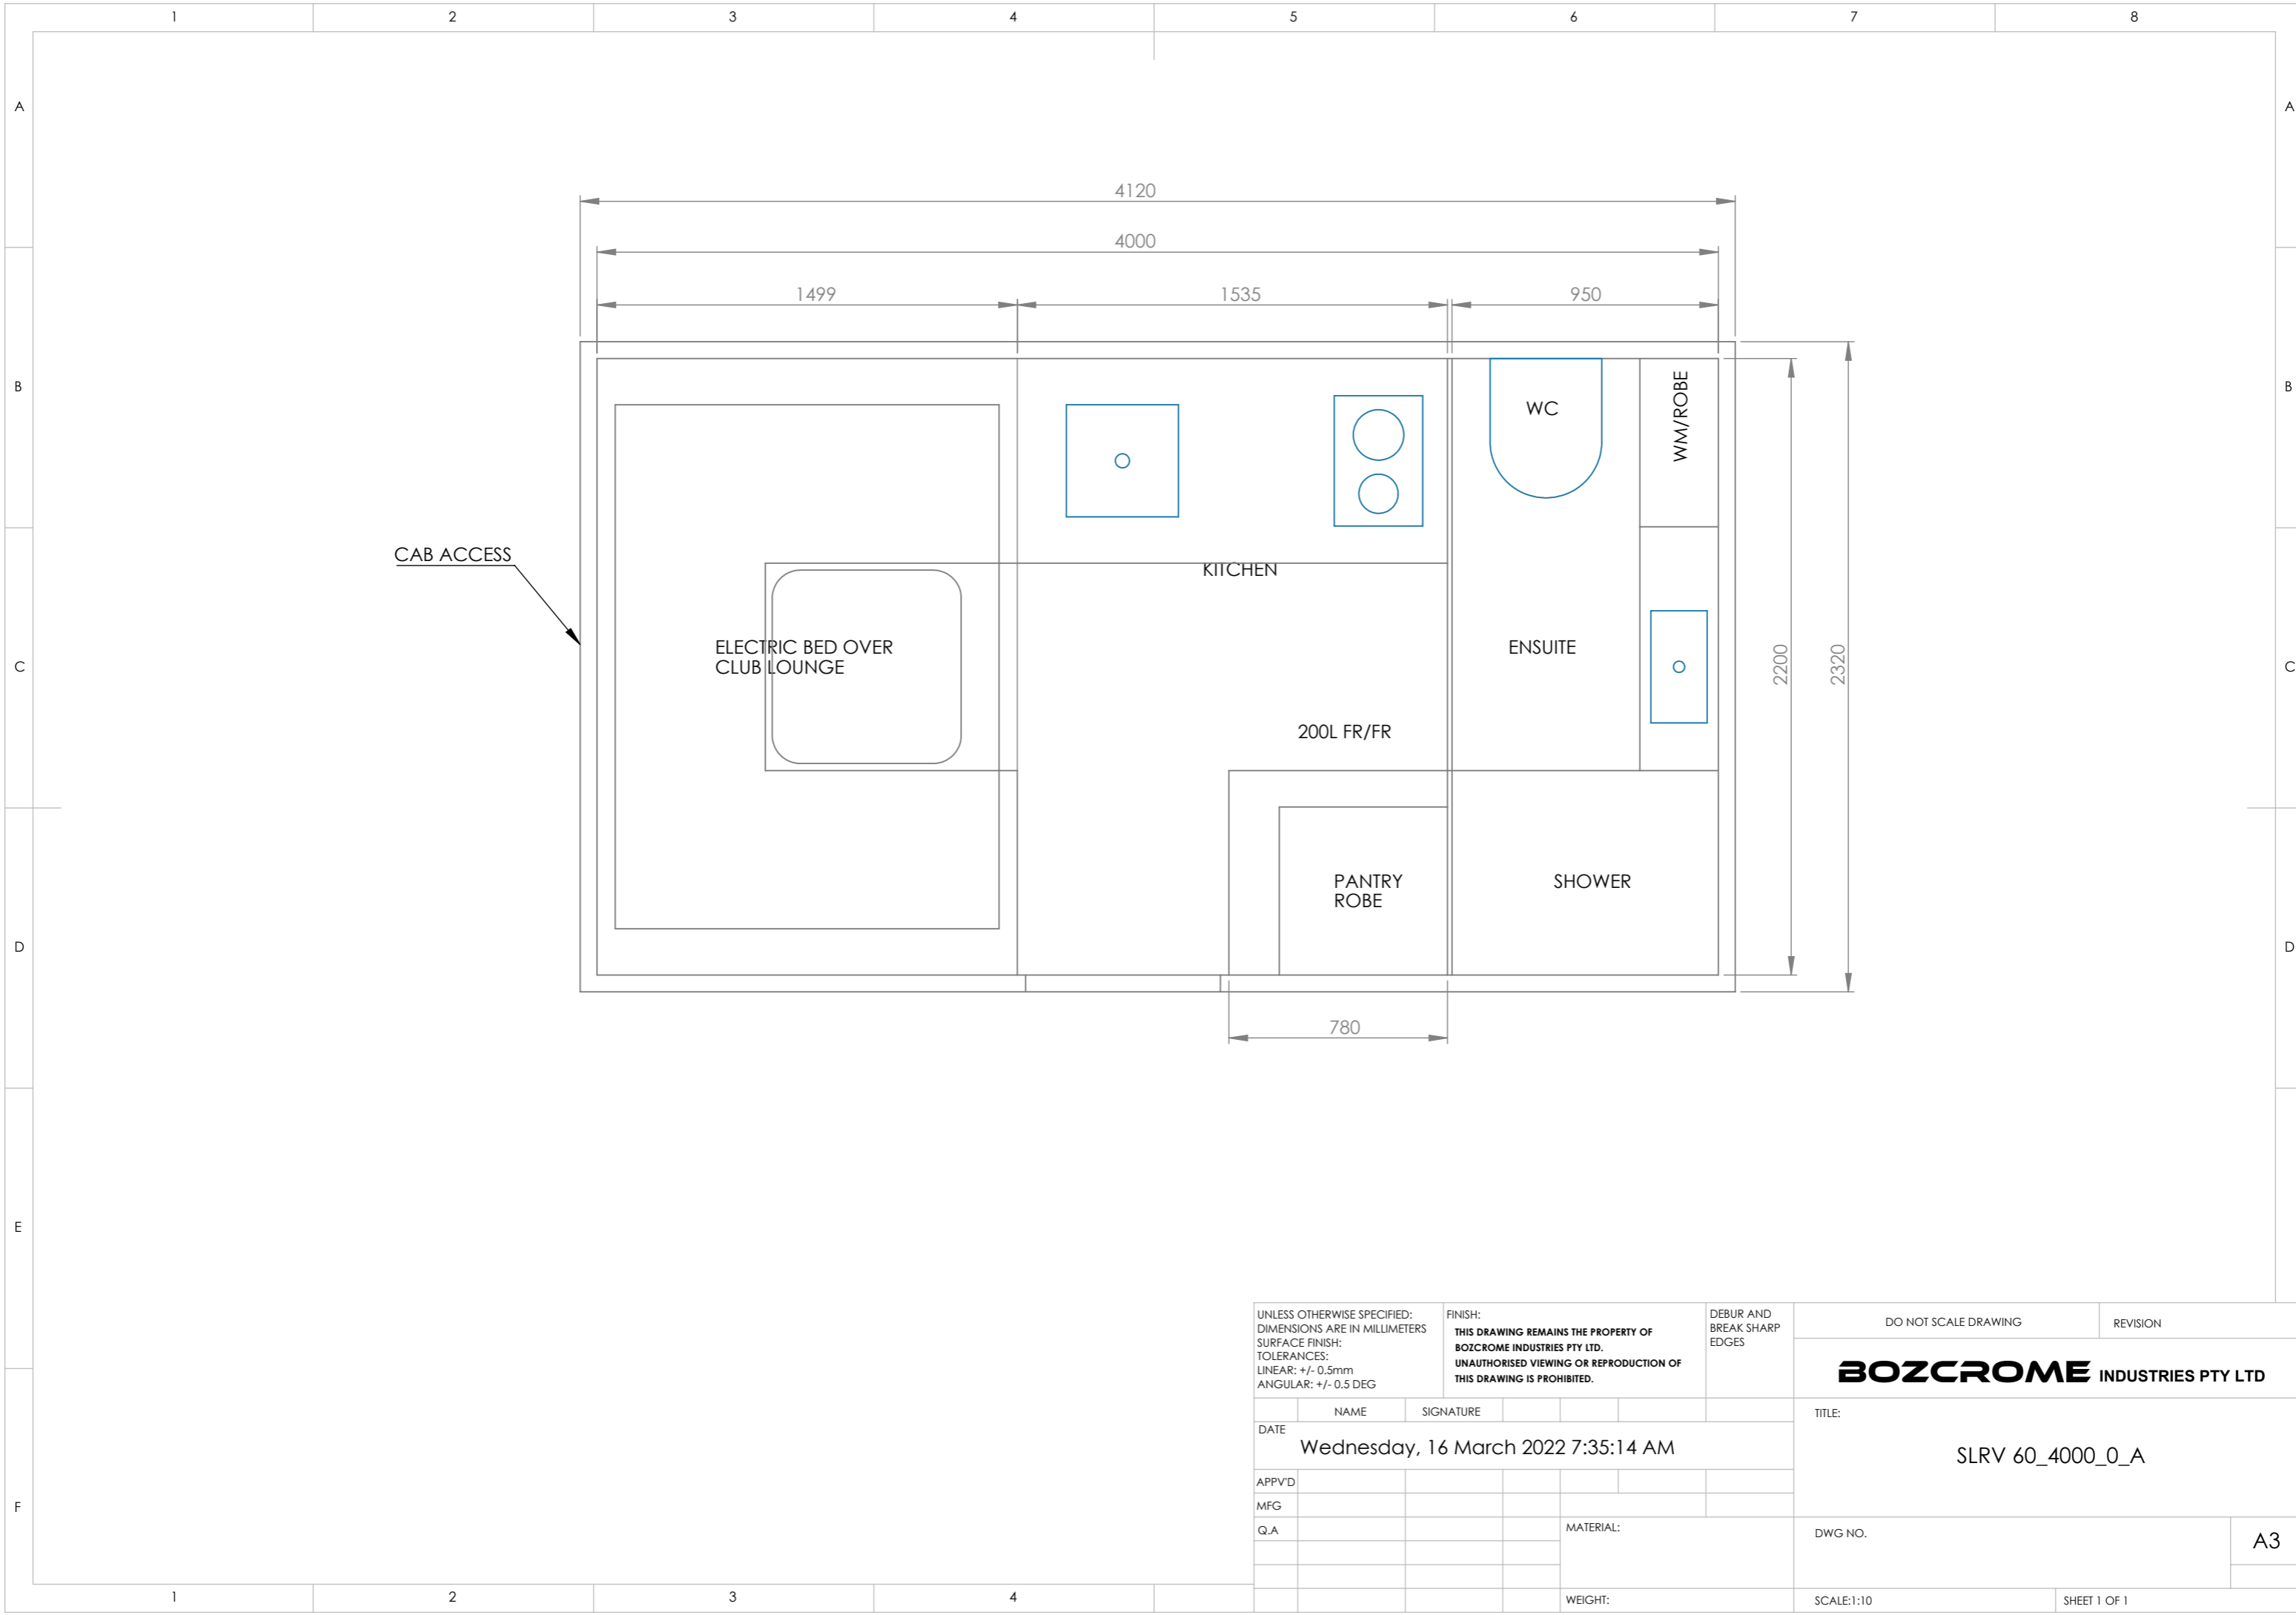 1 2 3 4 5 6 7 8
A A
4120
4000
1499 1535 950
B B
WC
WM/ROBE
CAB ACCESS
KITCHEN
ELECTRIC BED OVER
CLUB LOUNGE
ENSUITE
C C
2200
2320
200L FR/FR
PANTRY
ROBE
SHOWER
D D
780
E
F
UNLESS OTHERWISE SPECIFIED:
DIMENSIONS ARE IN MILLIMETERS
SURFACE FINISH:
TOLERANCES:
LINEAR: +/- 0.5mm
ANGULAR: +/- 0.5 DEG
FINISH:
THIS DRAWING REMAINS THE PROPERTY OF
BOZCROME INDUSTRIES PTY LTD.
UNAUTHORISED VIEWING OR REPRODUCTION OF
THIS DRAWING IS PROHIBITED.
DEBUR AND
BREAK SHARP
EDGES
DO NOT SCALE DRAWING
REVISION
BOZCROME INDUSTRIES PTY LTD
NAME SIGNATURE
DATE
Wednesday, 16 March 2022 7:35:14 AM
TITLE:
SLRV 60_4000_0_A
APPV'D
MFG
Q.A
MATERIAL:
DWG NO.
A3
WEIGHT:
SCALE:1:10
SHEET 1 OF 1
1 2 3 4